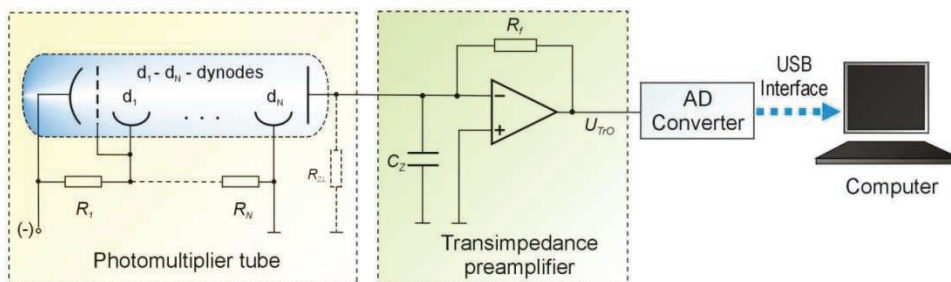 d1 - dN - dynodes
d1 . . . dN
R1
RN
RZL
(-)
Photomultiplier tube
Rf
−
+
CZ
UTrO
Transimpedance
preamplifier
AD
Converter
USB
Interface
Computer